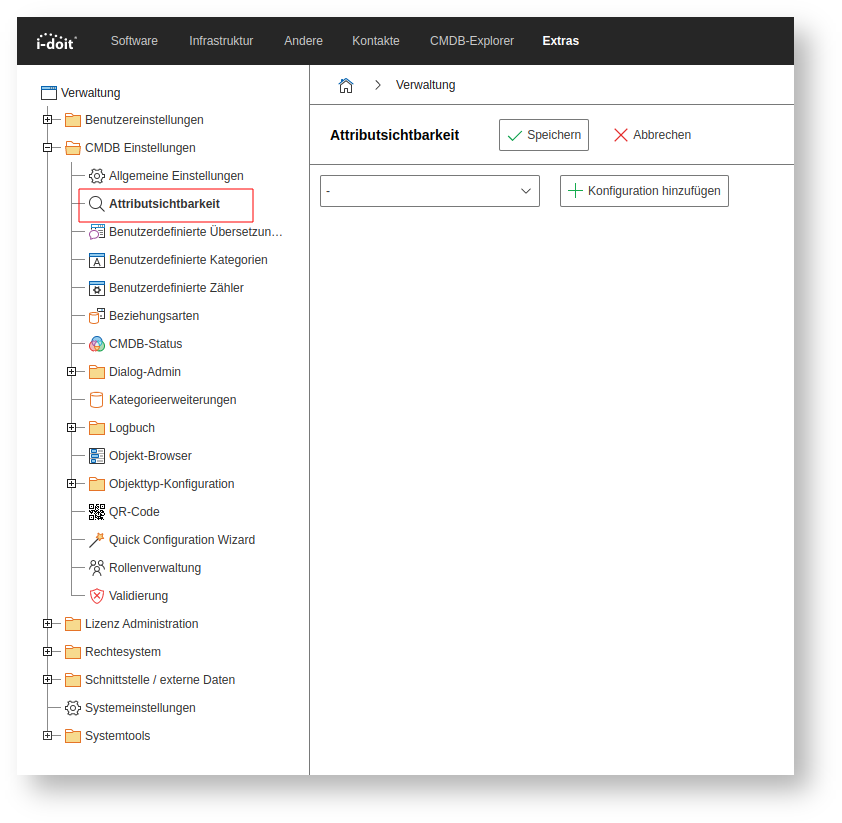 i-doit Software Infrastruktur Andere Kontakte CMDB-Explorer Extras
Verwaltung
Benutzereinstellungen
CMDB Einstellungen
Allgemeine Einstellungen
Attributsichtbarkeit
Benutzerdefinierte Übersetzun...
Benutzerdefinierte Kategorien
Benutzerdefinierte Zähler
Beziehungsarten
CMDB-Status
Dialog-Admin
Kategorieerweiterungen
Logbuch
Objekt-Browser
Objekttyp-Konfiguration
QR-Code
Quick Configuration Wizard
Rollenverwaltung
Validierung
Lizenz Administration
Rechtesystem
Schnittstelle / externe Daten
Systemeinstellungen
Systemtools
Verwaltung
Attributsichtbarkeit Speichern Abbrechen
- Konfiguration hinzufügen